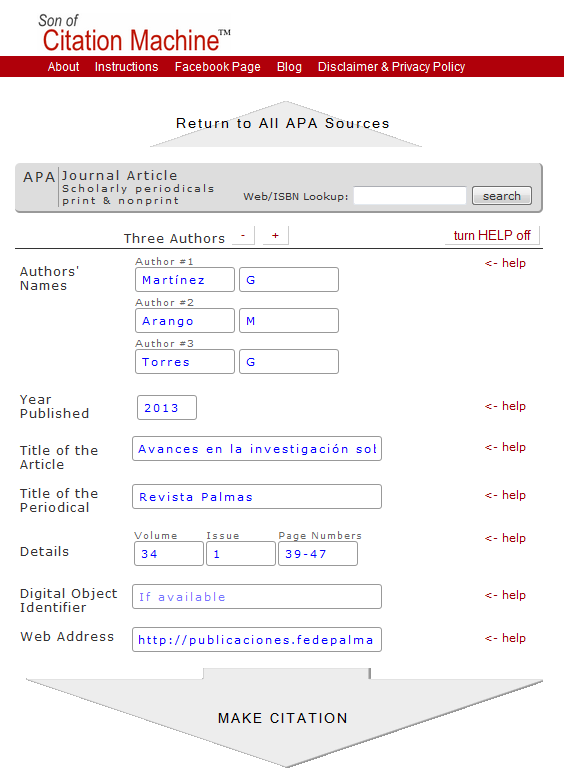 Son of
Citation Machine™
About Instructions Facebook Page Blog Disclaimer & Privacy Policy
Return to All APA Sources
APA Journal Article
Scholarly periodicals
print & nonprint
Web/ISBN Lookup: search
Three Authors - + turn HELP off
Authors' Names
Author #1 <- help
Martínez G
Author #2
Arango M
Author #3
Torres G
Year Published 2013 <- help
Title of the Article Avances en la investigación sob <- help
Title of the Periodical Revista Palmas <- help
Details
Volume Issue Page Numbers <- help
34 1 39-47
Digital Object Identifier If available <- help
Web Address http://publicaciones.fedepalma <- help
MAKE CITATION